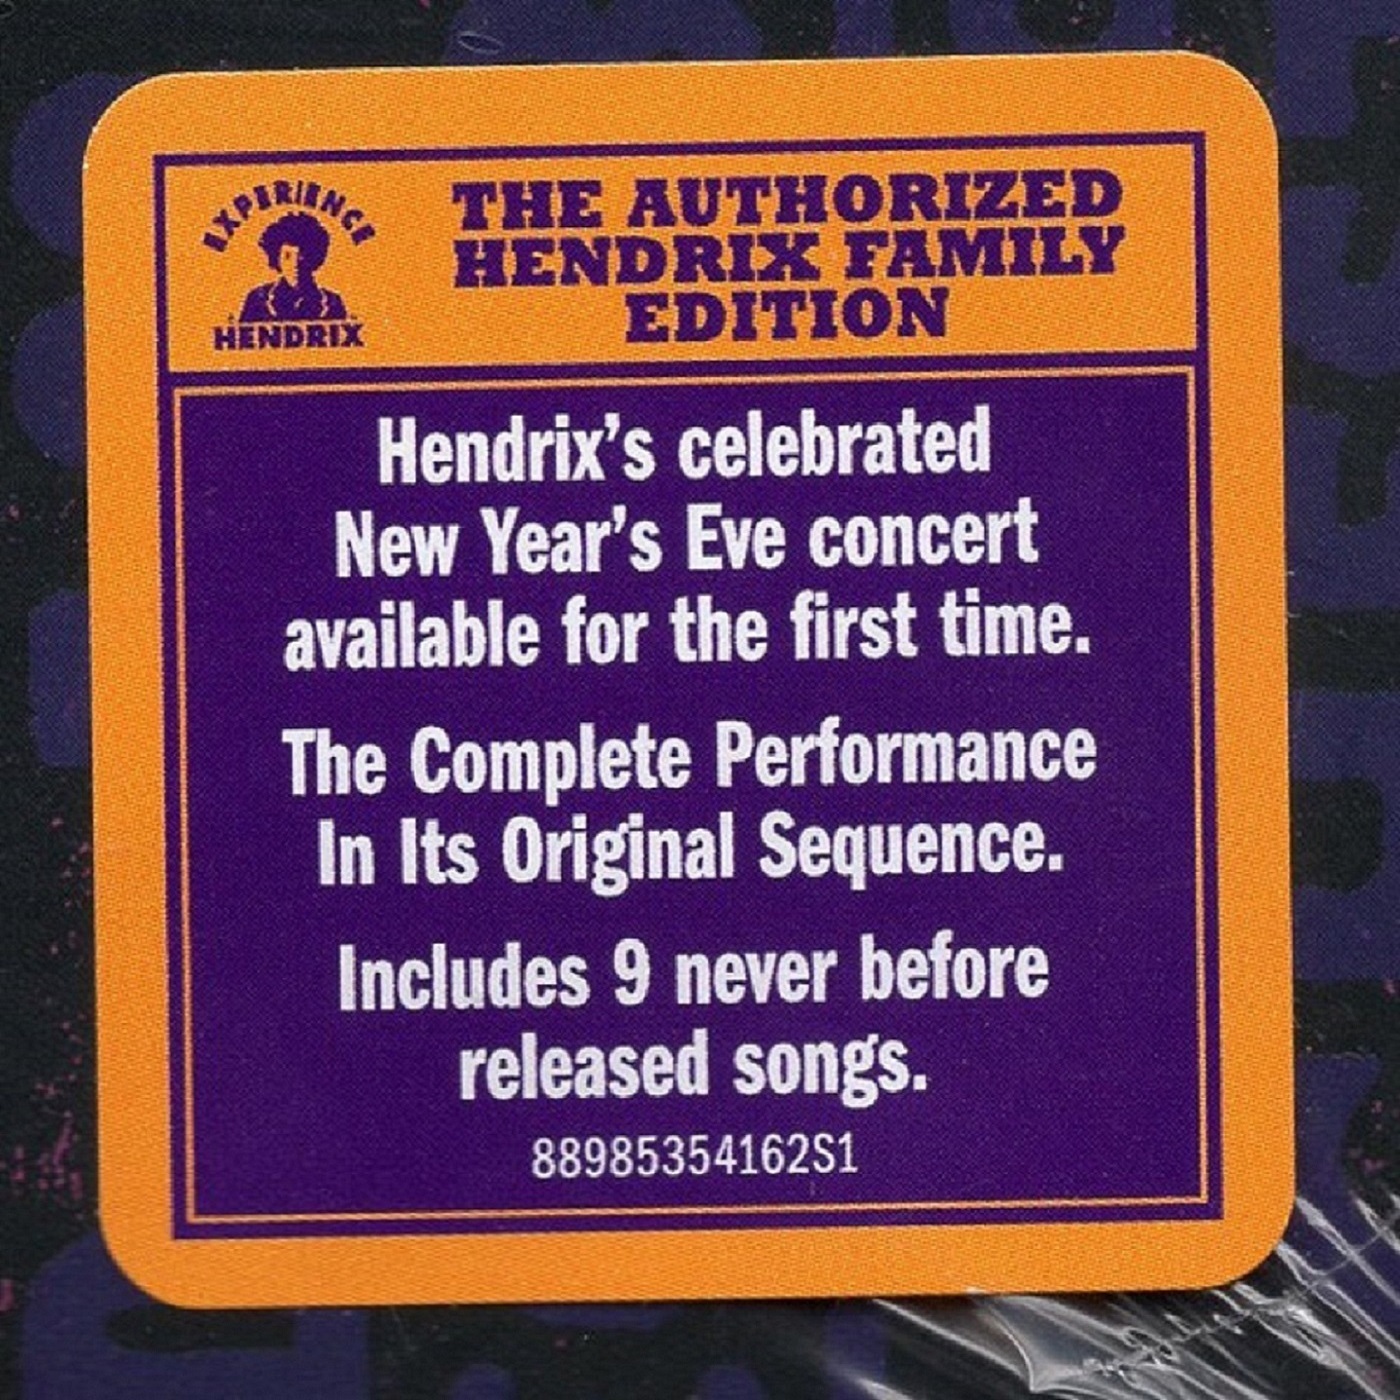 EXPERIENCE
HENDRIX
THE AUTHORIZED
HENDRIX FAMILY
EDITION
Hendrix's celebrated
New Year's Eve concert
available for the first time.
The Complete Performance
In Its Original Sequence.
Includes 9 never before
released songs.
88985354162S1